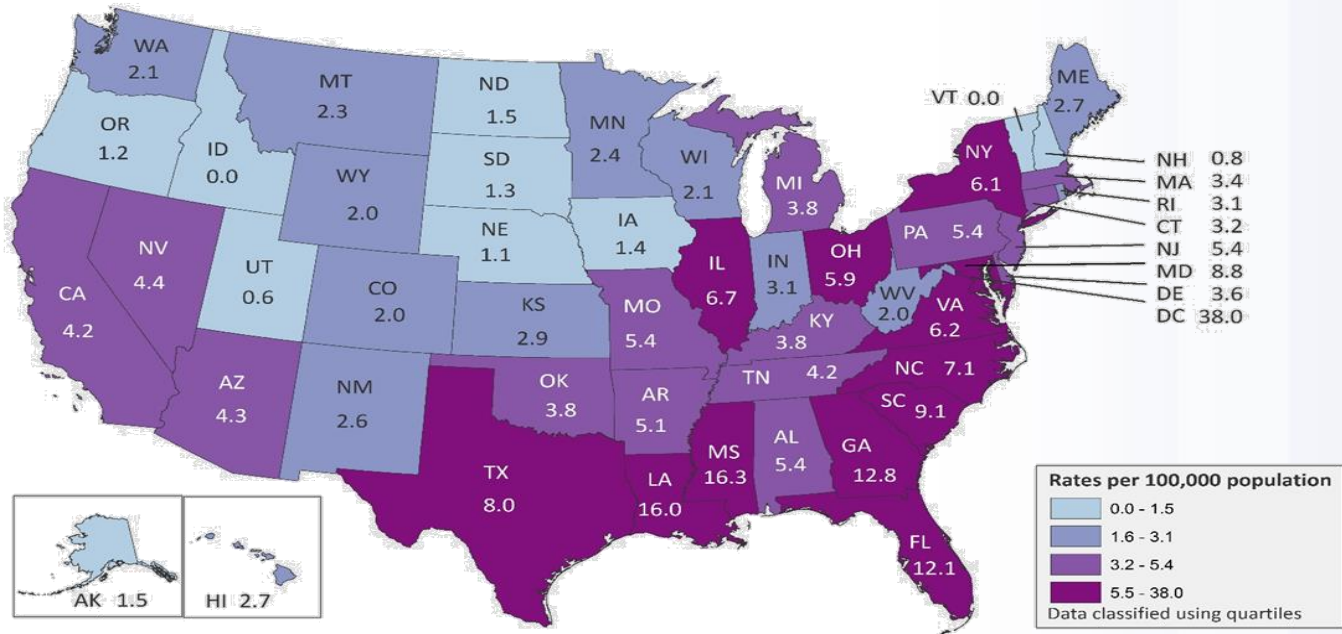 WA
2.1
MT
2.3
ND
1.5
MN
2.4
OR
1.2
ID
0.0
SD
1.3
WI
2.1
WY
2.0
MI
3.8
NE
1.1
IA
1.4
NV
4.4
UT
0.6
CO
2.0
KS
2.9
CA
4.2
IL
6.7
IN
3.1
OH
5.9
MO
5.4
KY
3.8
WV
2.0
VA
6.2
PA 5.4
NY
6.1
VT 0.0
ME
2.7
NH 0.8
MA 3.4
RI 3.1
CT 3.2
NJ 5.4
MD 8.8
DE 3.6
DC 38.0
AZ
4.3
NM
2.6
OK
3.8
AR
5.1
TN 4.2
NC 7.1
SC 9.1
TX
8.0
LA
16.0
MS
16.3
AL
5.4
GA
12.8
FL
12.1
AK 1.5
HI 2.7
Rates per 100,000 population
0.0 - 1.5
1.6 - 3.1
3.2 - 5.4
5.5 - 38.0
Data classified using quartiles